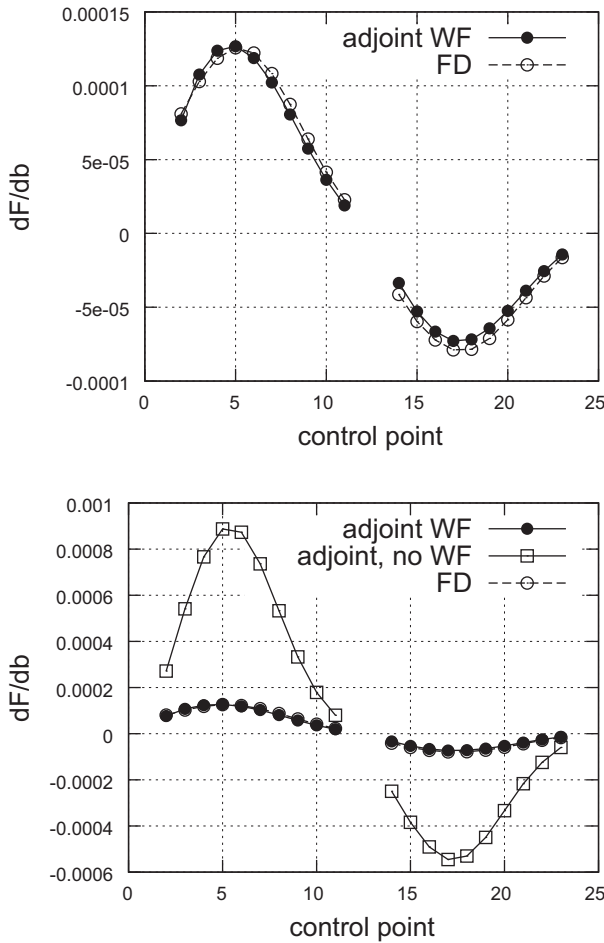 0.00015
0.0001
5e-05
0
-5e-05
-0.0001
dF/db
adjoint WF
FD
0 5 10 15 20 25
control point
0.001
0.0008
0.0006
0.0004
0.0002
0
-0.0002
-0.0004
-0.0006
dF/db
adjoint WF
adjoint, no WF
FD
0 5 10 15 20 25
control point